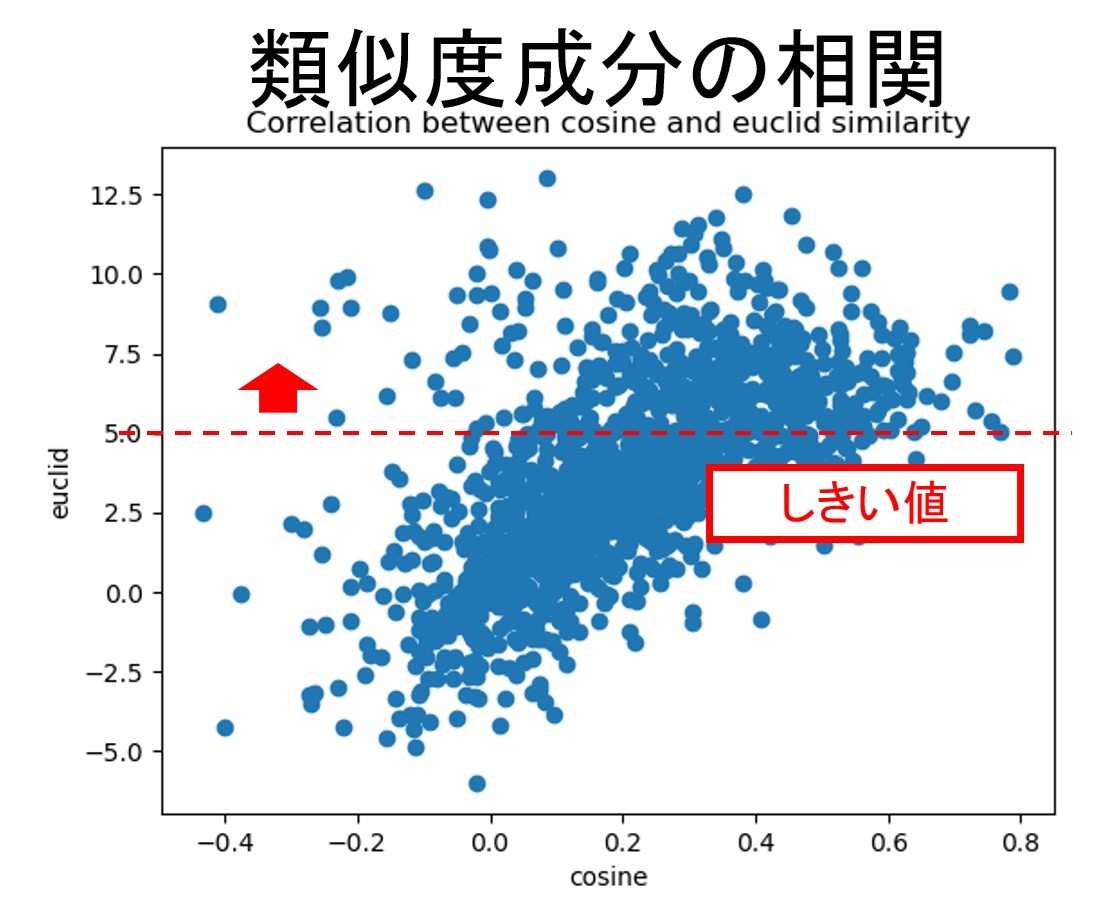 類似度成分の相関
Correlation between cosine and euclid similarity
12.5
10.0
7.5
5.0
2.5
0.0
−2.5
−5.0
euclid
しきい値
−0.4 −0.2 0.0 0.2 0.4 0.6 0.8
cosine